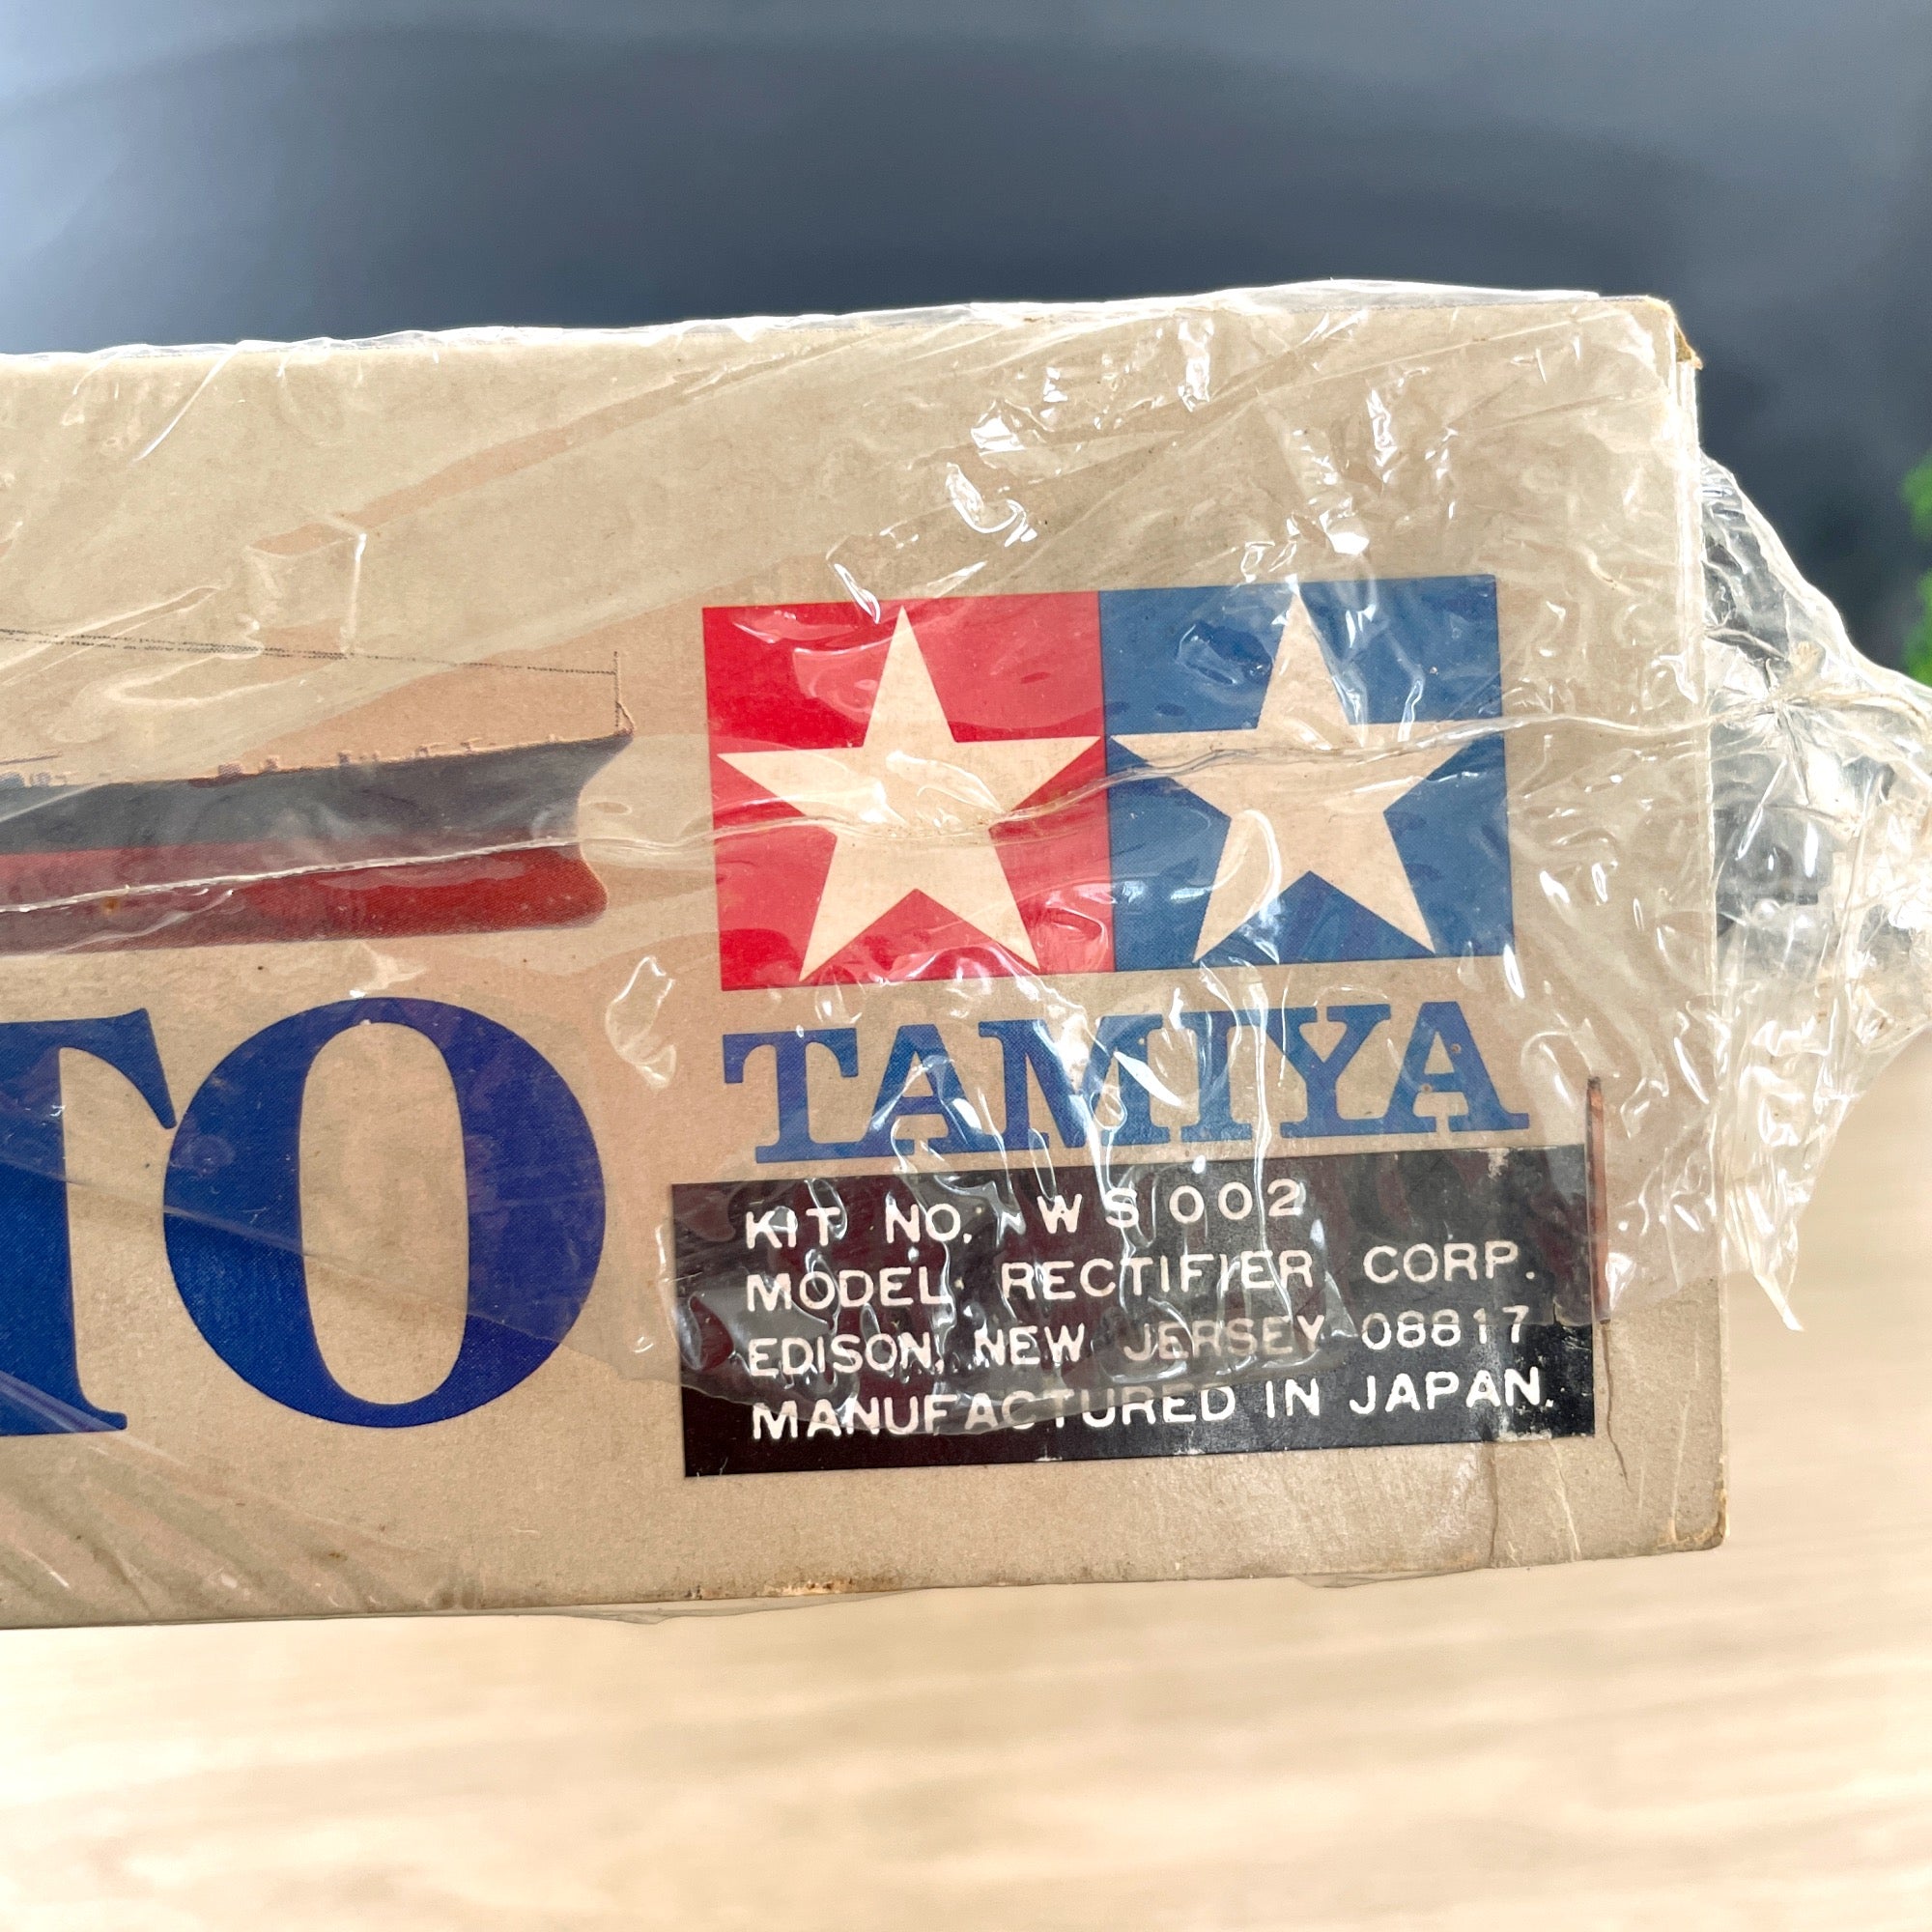 TO
TAMIYA
KIT NO. WS 002
MODEL RECTIFIER CORP.
EDISON, NEW JERSEY 08817
MANUFACTURED IN JAPAN.